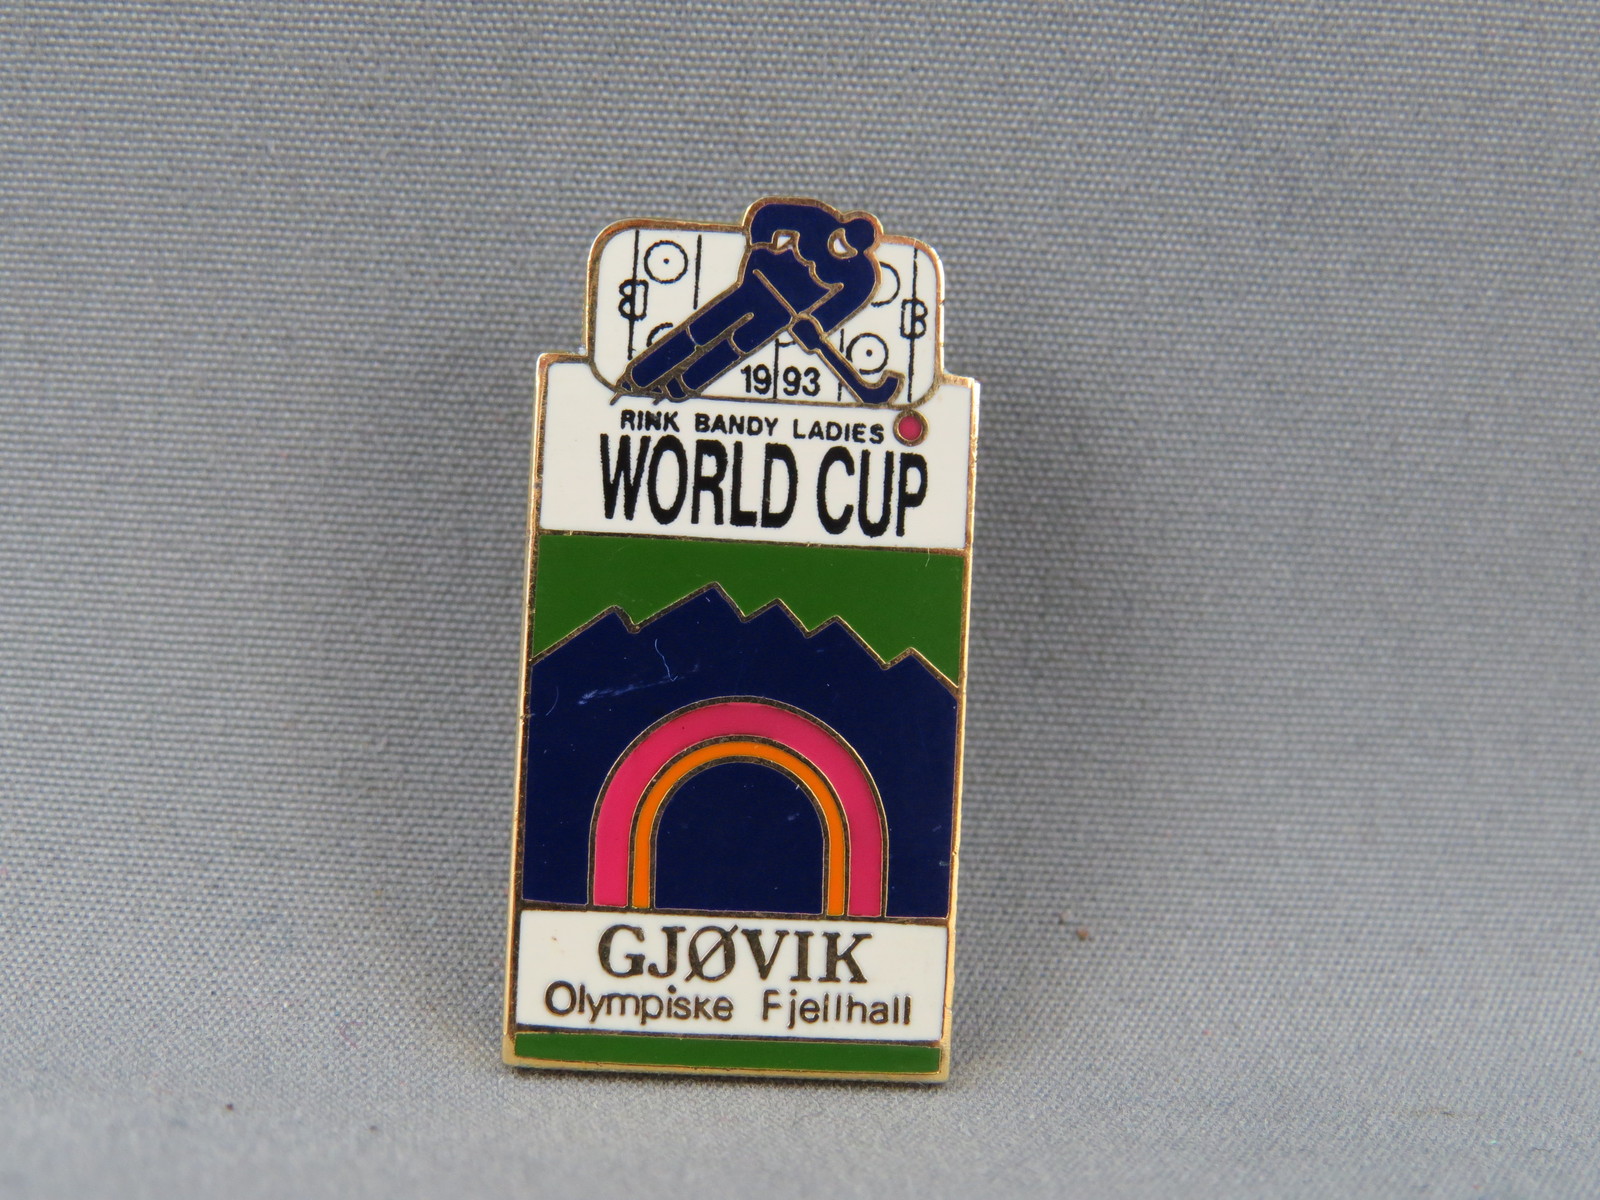 1993
RINK BANDY LADIES
WORLD CUP
GJØVIK
Olympiske Fjellhall